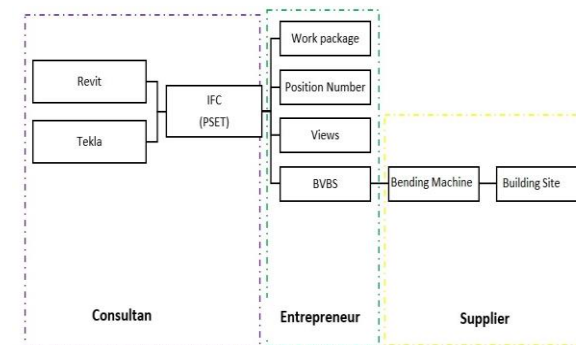 Revit
Tekla
IFC
(PSET)
Work package
Position Number
Views
BVBS
Bending Machine
Building Site
Consultan
Entrepreneur
Supplier